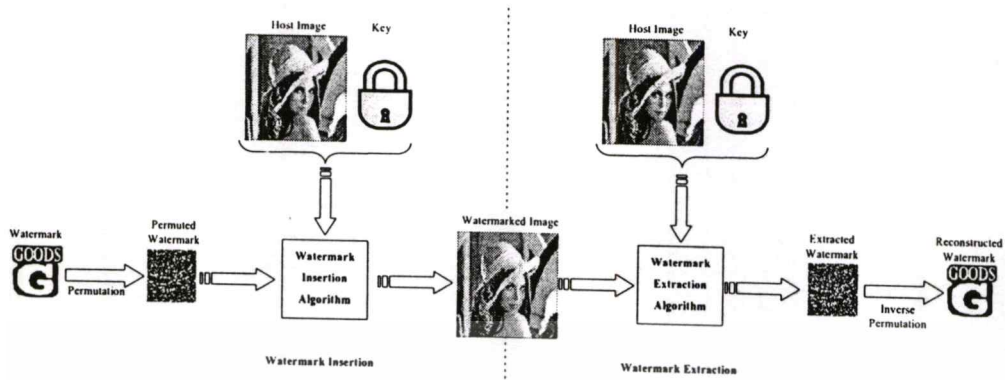 Host Image
Key
Host Image
Key
Watermark
GOODS
G
Permutation
Permuted
Watermark
Watermark
Insertion
Algorithm
Watermarked Image
Watermark
Extraction
Algorithm
Extracted
Watermark
Inverse
Permutation
Reconstructed
Watermark
GOODS
G
Watermark Insertion
Watermark Extraction